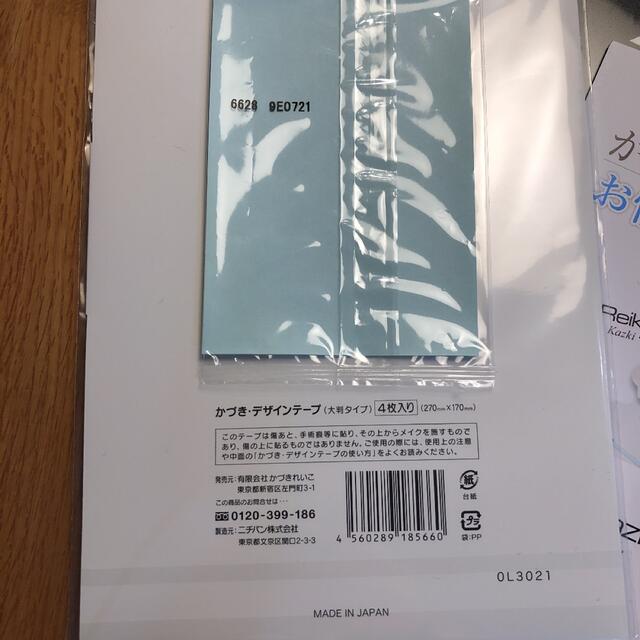 6628 9E0721
かづき・デザインテープ（大判タイプ） 4枚入り （270mm×170mm）
このテープは傷あと、手術痕等に貼り、その上からメイクを施すもので
あり、傷の上に貼るものではありません。ご使用の際には、使用上の注意
や中面の「かづき・デザインテープの使い方」をよくお読みください。
発売元：有限会社かづきれいこ
東京都新宿区左門町3-1
この商品のお問合せは…
0120-399-186
製造元：ニチバン株式会社
東京都文京区関口2-3-3
4 560289 185660
紙
台紙
プラ
袋：PP
OL3021
MADE IN JAPAN
か
お
Reik
Kazki